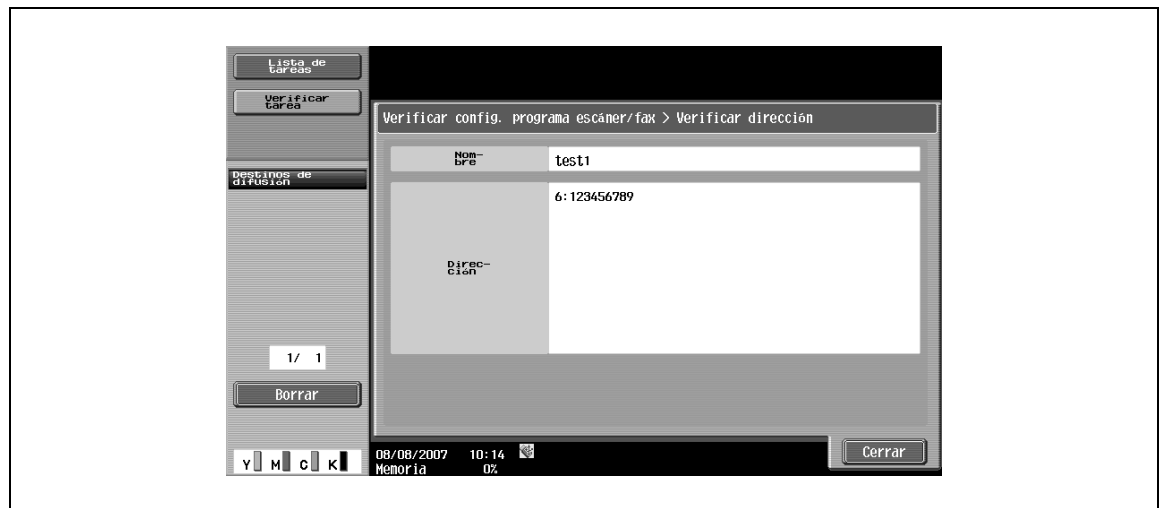 Lista de
tareas
Verificar
tarea
Verificar config. programa escáner/fax > Verificar dirección
Nom-
bre
test1
Destinos de
difusión
6:123456789
Direc-
ción
1/ 1
Borrar
Y M C K
08/08/2007 10:14
Memoria 0%
Cerrar